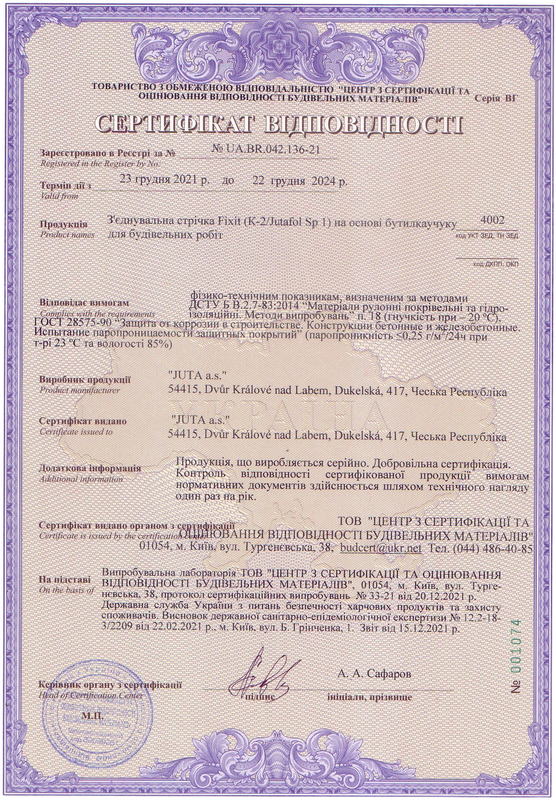 ТОВАРИСТВО З ОБМЕЖЕНОЮ ВІДПОВІДАЛЬНІСТЮ "ЦЕНТР З СЕРТИФІКАЦІЇ ТА
ОЦІНЮВАННЯ ВІДПОВІДНОСТІ БУДІВЕЛЬНИХ МАТЕРІАЛІВ"
Серія ВГ
СЕРТИФІКАТ ВІДПОВІДНОСТІ
Зареєстровано в Реєстрі за № № UA.BR.042.136-21
Registered in the Register by No:
Термін дії з 23 грудня 2021 р. до 22 грудня 2024 р.
Valid from
Продукція З'єднувальна стрічка Fixit (K-2/Jutafol Sp 1) на основі бутилкаучуку 4002
Product names для будівельних робіт код УКТ ЗЕД, ТН ЗЕД
код ДКПП, ОКП
фізико-технічним показникам, визначеним за методами
Відповідає вимогам ДСТУ Б В.2.7-83:2014 "Матеріали рулонні покрівельні та гідро-
Complies with the requirements ізоляційні. Методи випробувань" п. 18 (гнучкість при – 20 °С).
ГОСТ 28575-90 "Защита от коррозии в строительстве. Конструкции бетонные и железобетонные.
Испытание паропроницаемости защитных покрытий" (паропроникність ≤0,25 г/м²/24ч при
т-рі 23 °С та вологості 85%)
Виробник продукції "JUTA a.s."
Product manufacturer 54415, Dvůr Králové nad Labem, Dukelská, 417, Чеська Республіка
УКРАЇНА
Сертифікат видано "JUTA a.s."
Certificate issued to 54415, Dvůr Králové nad Labem, Dukelská, 417, Чеська Республіка
Додаткова інформація Продукція, що виробляється серійно. Добровільна сертифікація.
Additional information Контроль відповідності сертифікованої продукції вимогам
нормативних документів здійснюється шляхом технічного нагляду
один раз на рік.
Сертифікат видано органом з сертифікації ТОВ "ЦЕНТР З СЕРТИФІКАЦІЇ ТА
Certificate is issued by the certification ОЦІНЮВАННЯ ВІДПОВІДНОСТІ БУДІВЕЛЬНИХ МАТЕРІАЛІВ"
01054, м. Київ, вул. Тургенєвська, 38, budcert@ukr.net Тел. (044) 486-40-85
На підставі Випробувальна лабораторія ТОВ "ЦЕНТР З СЕРТИФІКАЦІЇ ТА ОЦІНЮВАННЯ
On the basis of ВІДПОВІДНОСТІ БУДІВЕЛЬНИХ МАТЕРІАЛІВ", 01054, м. Київ, вул. Турге-
нєвська, 38, протокол сертифікаційних випробувань № 33-21 від 20.12.2021 р.
Державна служба України з питань безпечності харчових продуктів та захисту
споживачів. Висновок державної санітарно-епідеміологічної експертизи № 12.2-18-
3/2209 від 22.02.2021 р., м. Київ, вул. Б. Грінченка, 1. Звіт від 15.12.2021 р.
№ 001074
А. А. Сафаров
Керівник органу з сертифікації
Head of Certification Center підпис ініціали, прізвище
М.П.